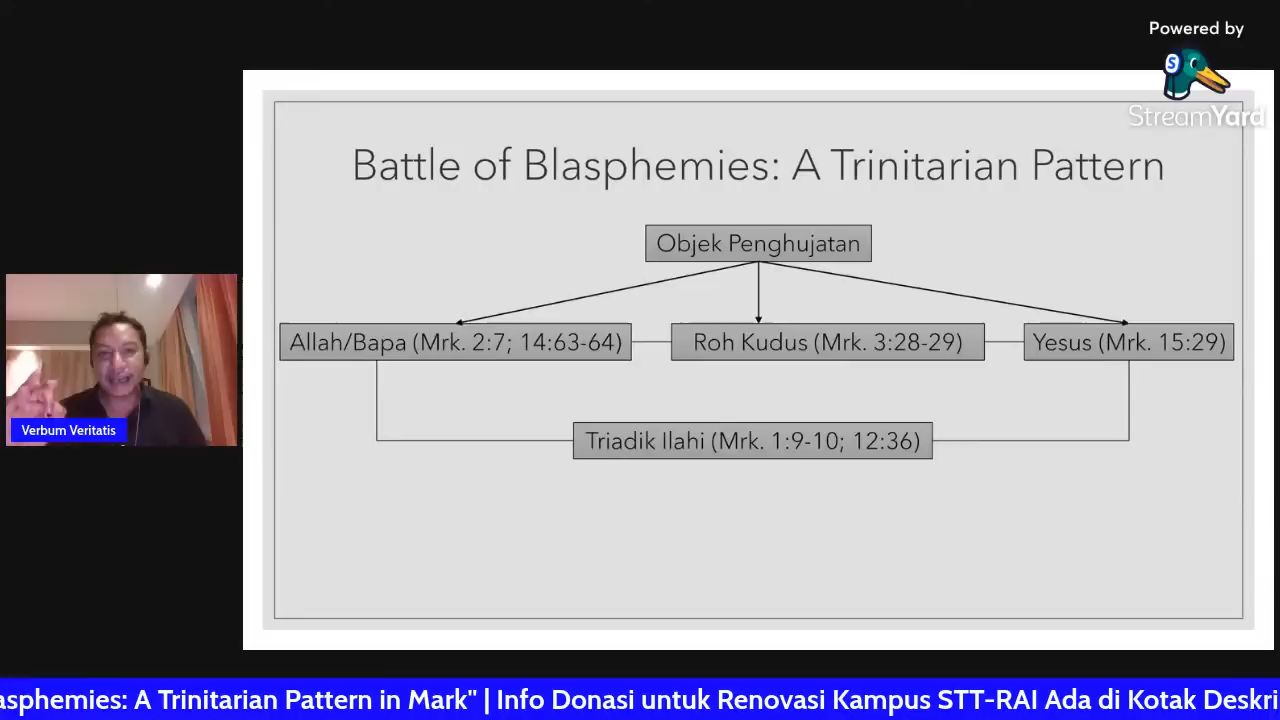 Powered by
S
StreamYard
Battle of Blasphemies: A Trinitarian Pattern
Objek Penghujatan
Allah/Bapa (Mrk. 2:7; 14:63-64)
Roh Kudus (Mrk. 3:28-29)
Yesus (Mrk. 15:29)
Triadik Ilahi (Mrk. 1:9-10; 12:36)
Verbum Veritatis
asphemies: A Trinitarian Pattern in Mark" | Info Donasi untuk Renovasi Kampus STT-RAI Ada di Kotak Deskri